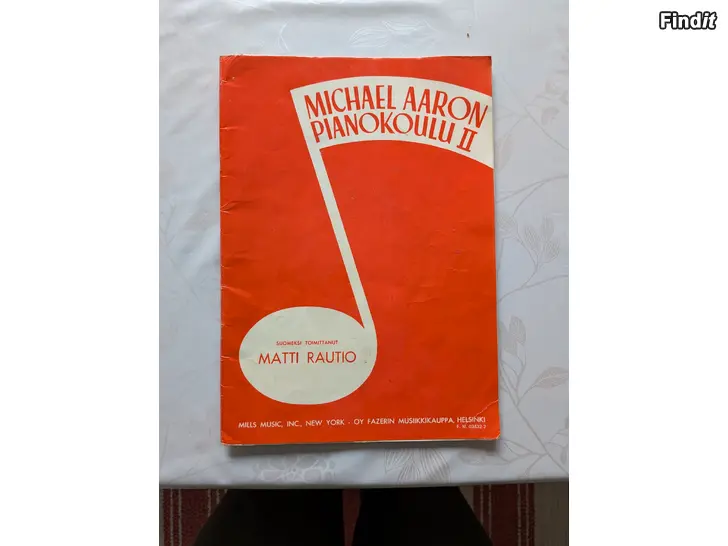 Findit
MICHAEL AARON
PIANOKOULU II
SUOMEKSI TOIMITTANUT
MATTI RAUTIO
MILLS MUSIC, INC., NEW YORK - OY FAZERIN MUSIIKKIKAUPPA, HELSINKI